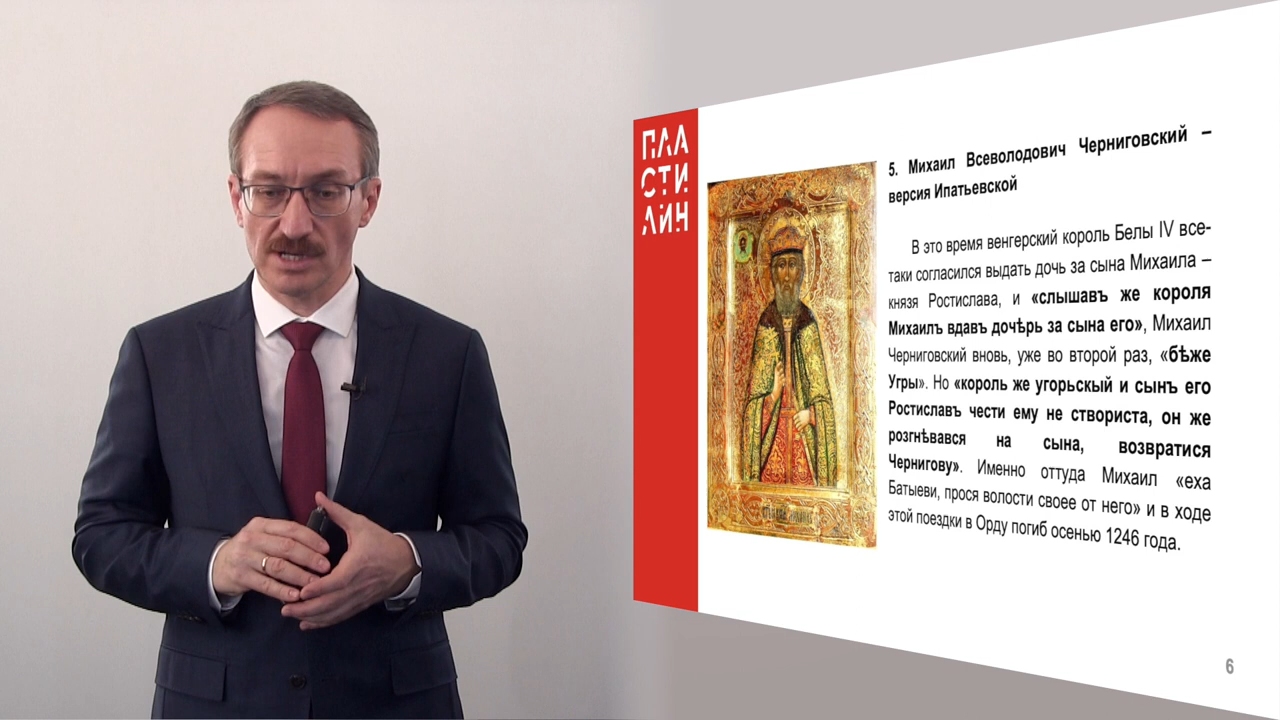 ПЛА
СТИ
ЛИН
5. Михаил Всеволодович Черниговский –
версия Ипатьевской
В это время венгерский король Белы IV все-
таки согласился выдать дочь за сына Михаила –
князя Ростислава, и «слышавъ же короля
Михаилъ вдавъ дочѣрь за сына его», Михаил
Черниговский вновь, уже во второй раз, «бѣже
Угры». Но «король же угорьскый и сынъ его
Ростиславъ чести ему не створиста, он же
розгнѣвався на сына, возвратися
Чернигову». Именно оттуда Михаил «еха
Батыеви, прося волости своее от него» и в ходе
этой поездки в Орду погиб осенью 1246 года.
6